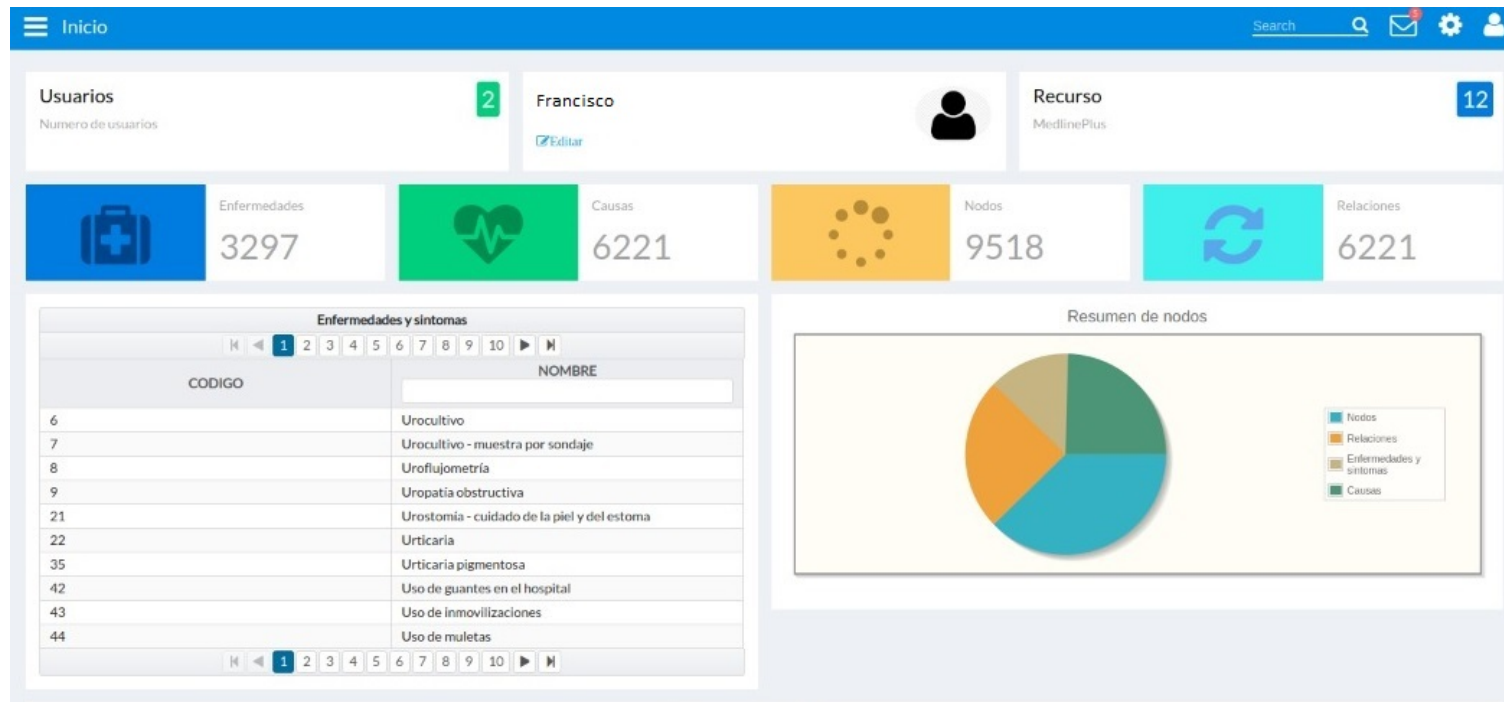 Inicio
Search
5
Usuarios
2
Numero de usuarios
Francisco
Editar
Recurso
12
MedlinePlus
Enfermedades
3297
Causas
6221
Nodos
9518
Relaciones
6221
Enfermedades y sintomas
1 2 3 4 5 6 7 8 9 10
CODIGO NOMBRE
6 Urocultivo
7 Urocultivo - muestra por sondaje
8 Uroflujometría
9 Uropatía obstructiva
21 Urostomía - cuidado de la piel y del estoma
22 Urticaria
35 Urticaria pigmentosa
42 Uso de guantes en el hospital
43 Uso de inmovilizaciones
44 Uso de muletas
1 2 3 4 5 6 7 8 9 10
Resumen de nodos
Nodos
Relaciones
Enfermedades y
sintomas
Causas